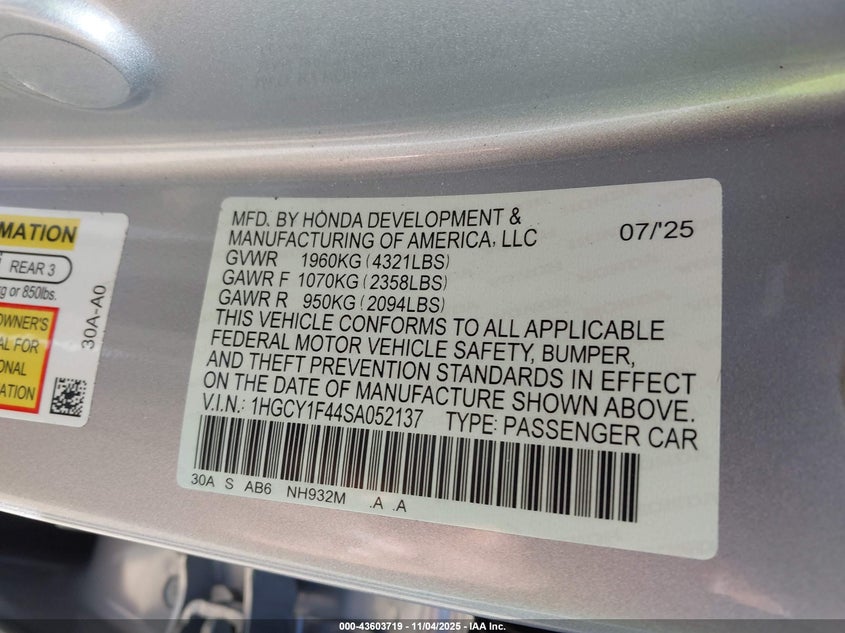 MATION
REAR 3
kg or 850lbs.
OWNER'S
AL FOR
ONAL
ATION
30A-A0
MFD. BY HONDA DEVELOPMENT &
MANUFACTURING OF AMERICA, LLC
07/'25
GVWR 1960KG (4321LBS)
GAWR F 1070KG (2358LBS)
GAWR R 950KG (2094LBS)
THIS VEHICLE CONFORMS TO ALL APPLICABLE
FEDERAL MOTOR VEHICLE SAFETY, BUMPER,
AND THEFT PREVENTION STANDARDS IN EFFECT
ON THE DATE OF MANUFACTURE SHOWN ABOVE.
V.I.N.: 1HGCY1F44SA052137 TYPE: PASSENGER CAR
30A S AB6 NH932M .A .A
000-43603719 - 11/04/2025 - IAA Inc.